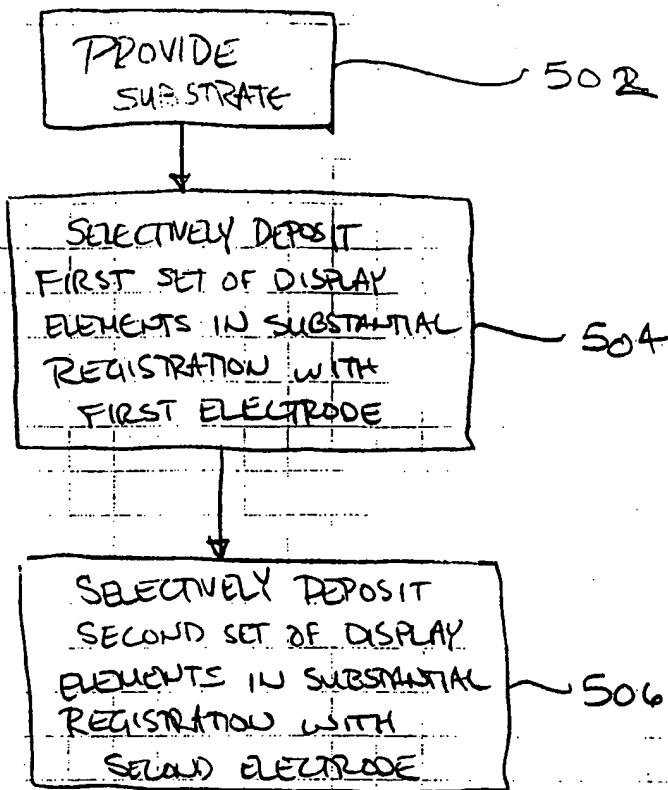 PROVIDE
SUBSTRATE
502
SELECTIVELY DEPOSIT
FIRST SET OF DISPLAY
ELEMENTS IN SUBSTANTIAL
REGISTRATION WITH
FIRST ELECTRODE
504
SELECTIVELY DEPOSIT
SECOND SET OF DISPLAY
ELEMENTS IN SUBSTANTIAL
REGISTRATION WITH
SECOND ELECTRODE
506